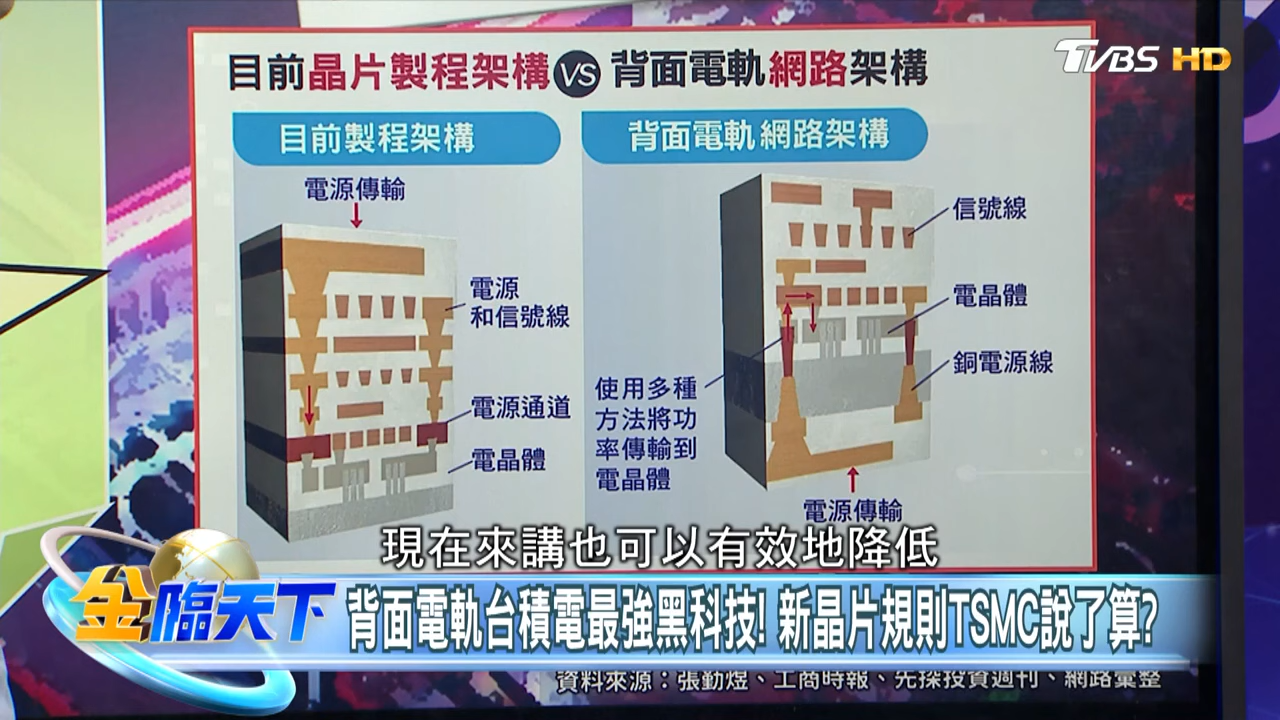 目前晶片製程架構 VS 背面電軌網路架構
TVBS HD
目前製程架構
電源傳輸
電源
和信號線
電源通道
電晶體
背面電軌網路架構
信號線
電晶體
銅電源線
使用多種
方法將功
率傳輸到
電晶體
電源傳輸
現在來講也可以有效地降低
金臨天下
背面電軌台積電最強黑科技! 新晶片規則TSMC說了算?
資料來源：張勤煜、工商時報、先探投資週刊、網路彙整